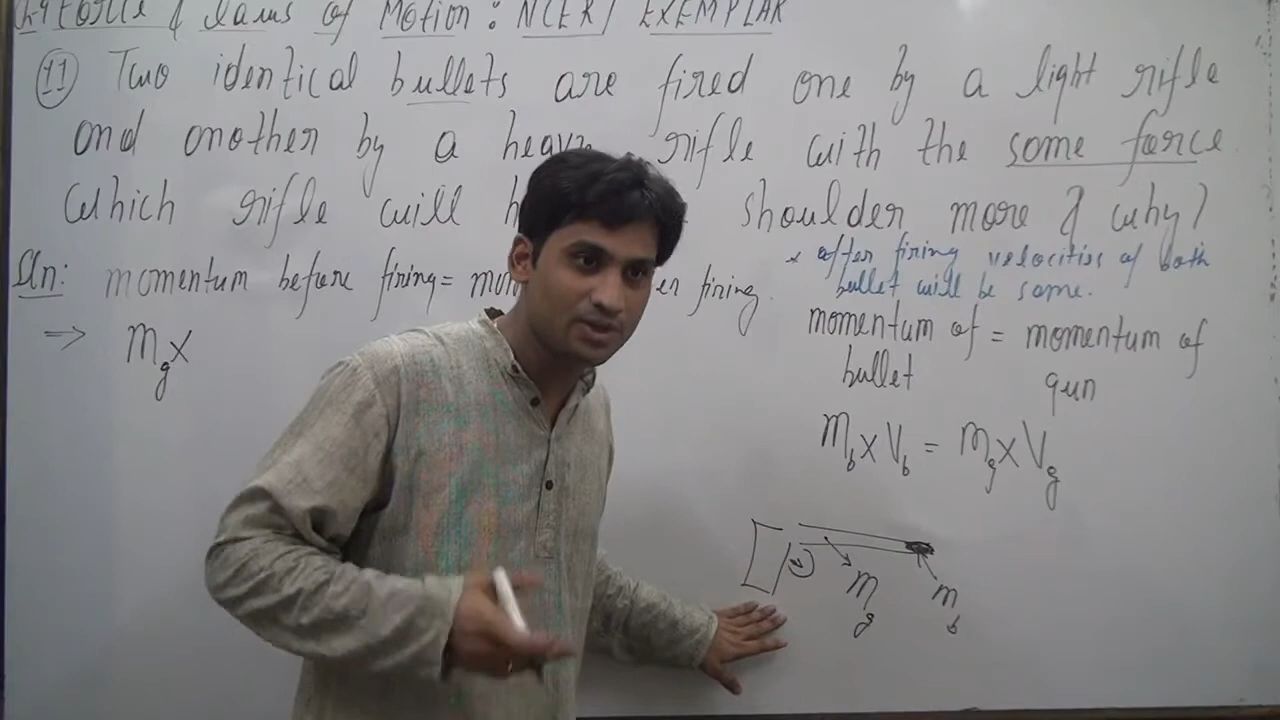 Force & Laws of Motion : NCERT EXEMPLAR
11 Two identical bullets are fired one by a light rifle
and another by a heavy rifle with the same force
Which rifle will shoulder more & why?
Sln: momentum before firing = firing.
⇒ Mg×
* after firing velocities of both
bullet will be same.
momentum of = momentum of
bullet gun
Mb×Vb = Mg×Vg
Mg
Mb